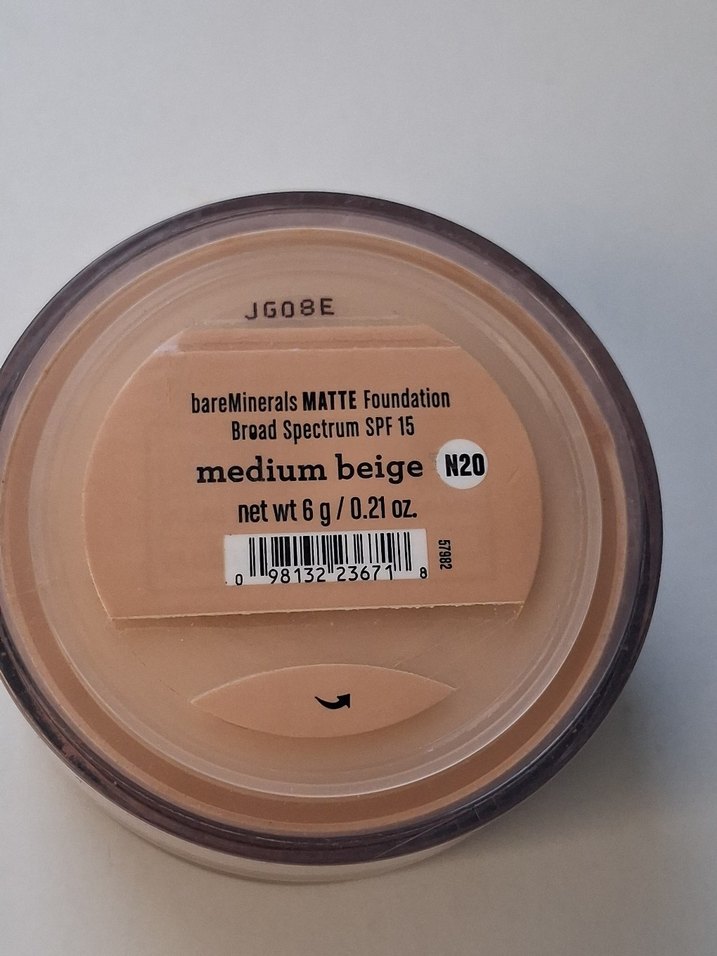 JG08E
bareMinerals MATTE Foundation
Broad Spectrum SPF 15
medium beige N20
net wt 6 g / 0.21 oz.
57982
0 98132 23671 8